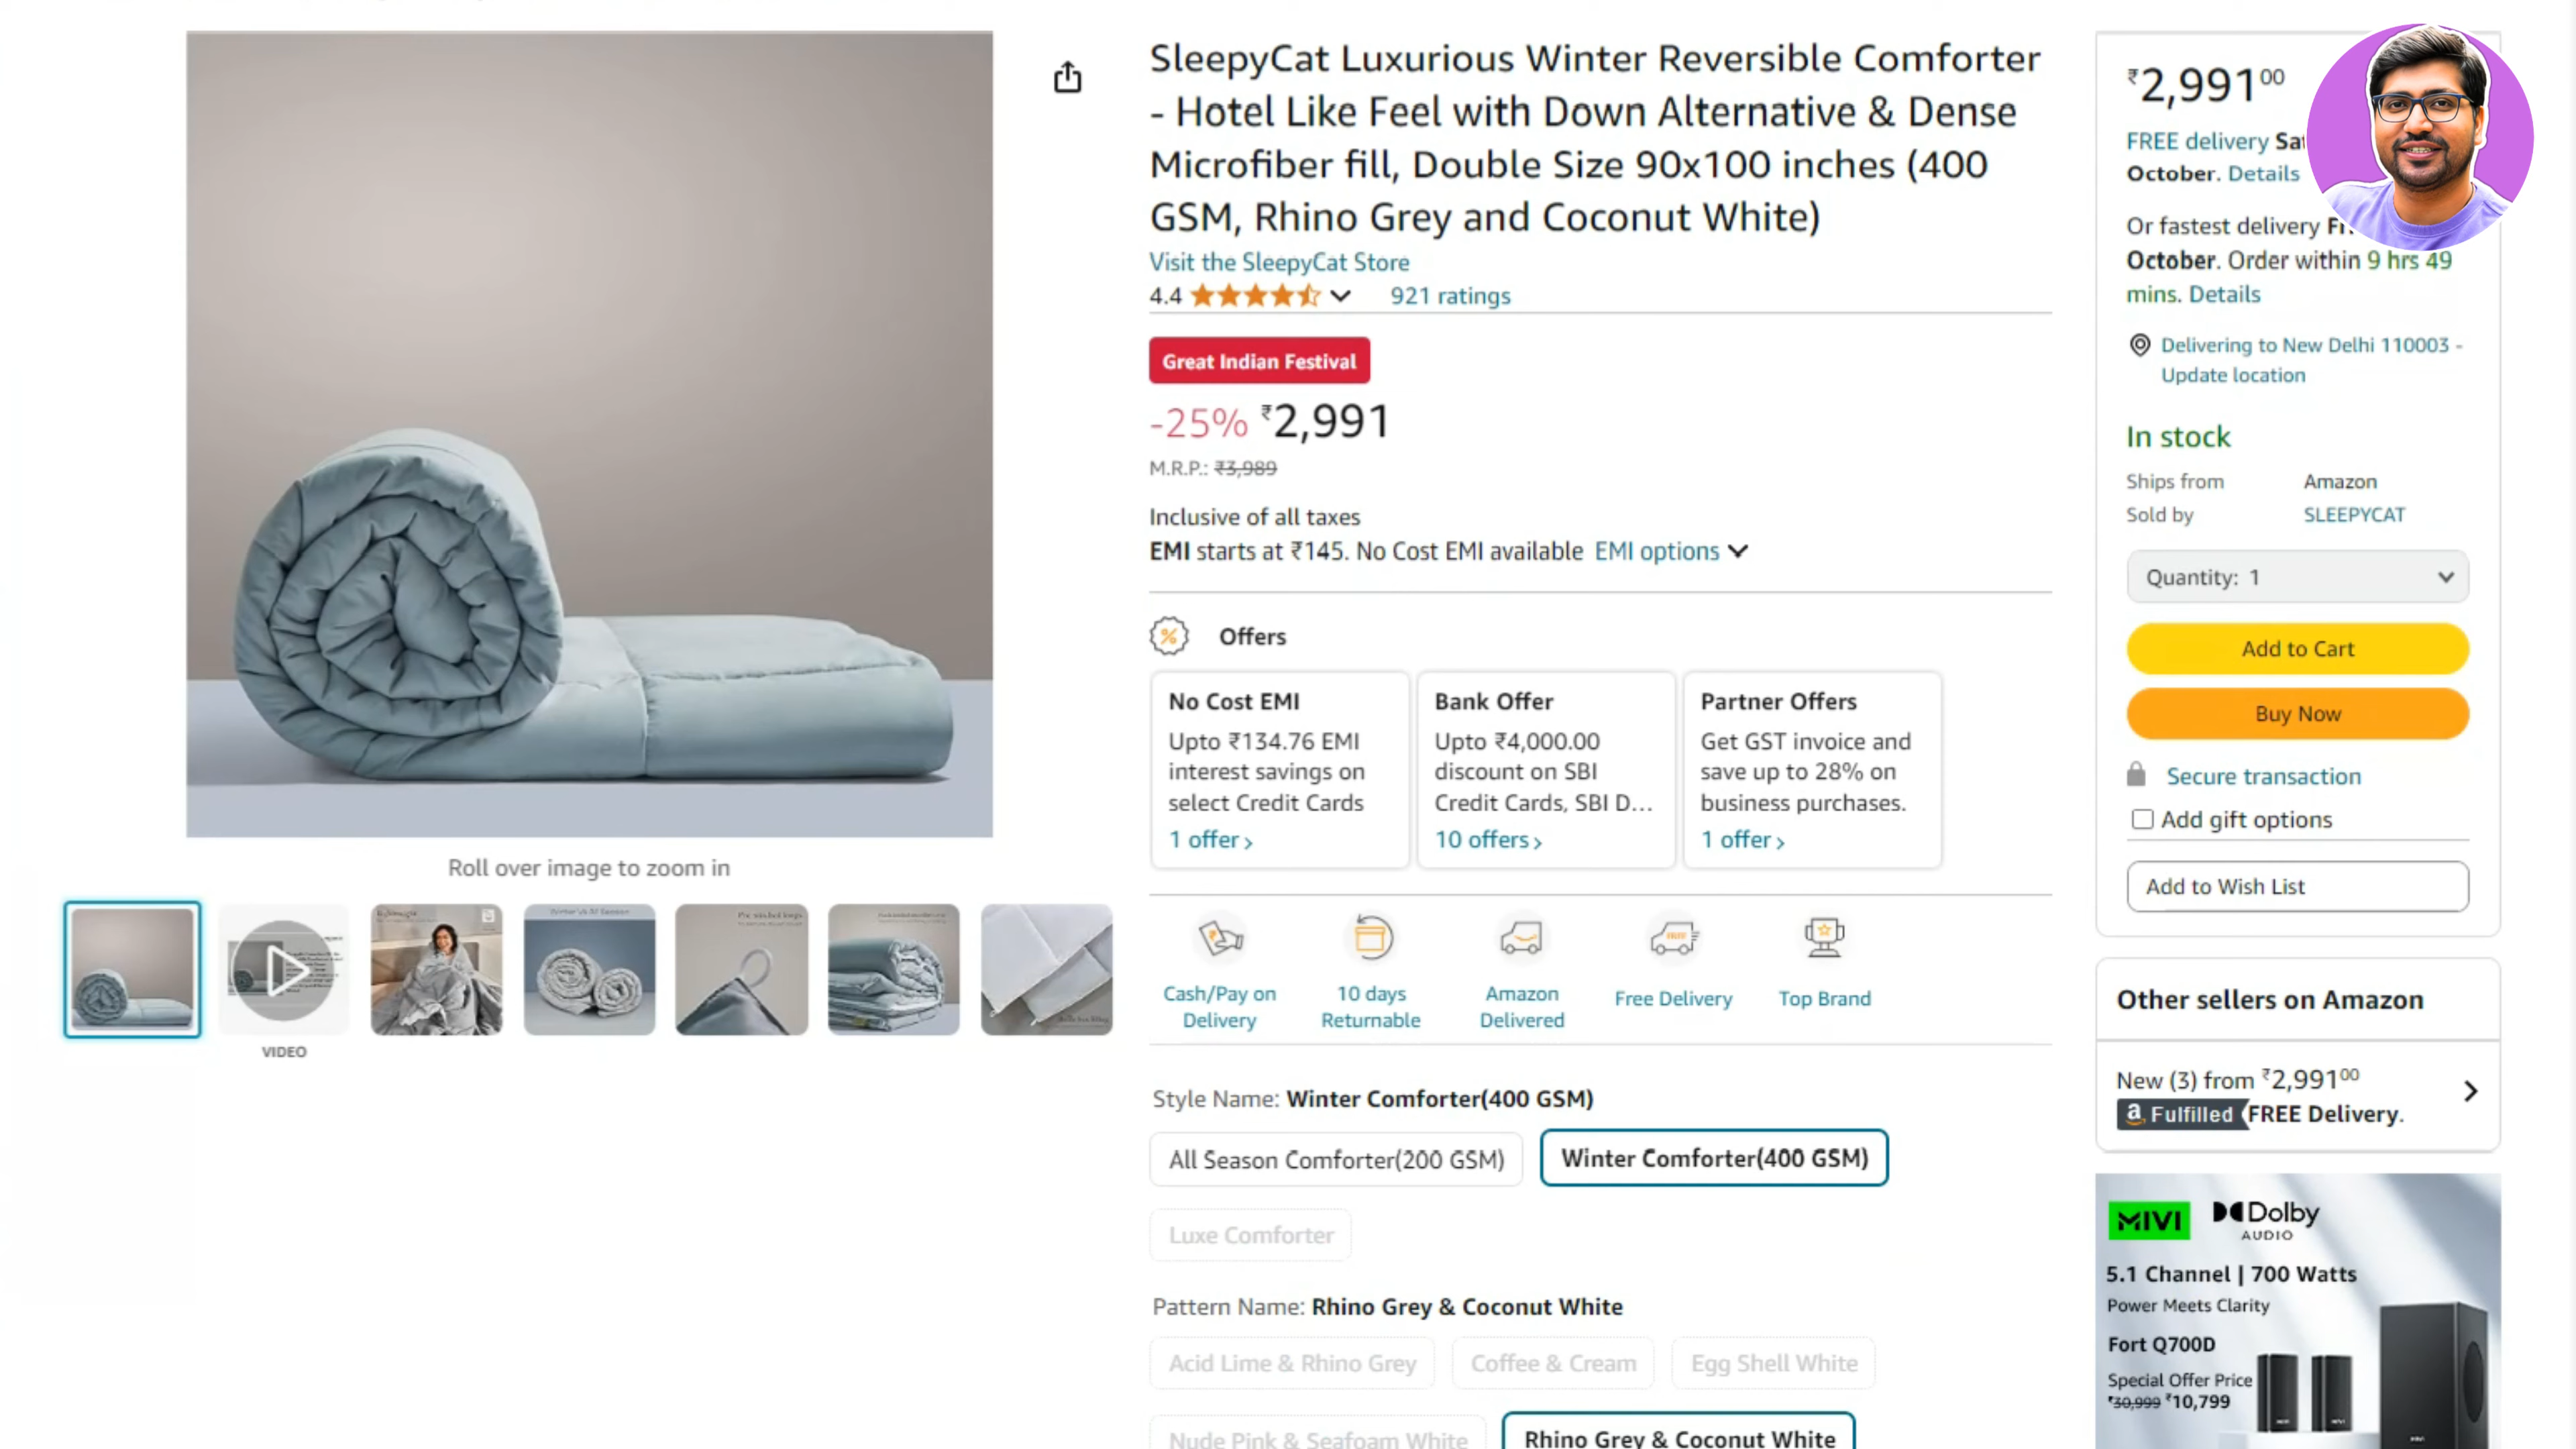 SleepyCat Luxurious Winter Reversible Comforter
- Hotel Like Feel with Down Alternative & Dense
Microfiber fill, Double Size 90x100 inches (400
GSM, Rhino Grey and Coconut White)
Visit the SleepyCat Store
4.4 921 ratings
Great Indian Festival
-25% ₹2,991
M.R.P.: ₹3,989
Inclusive of all taxes
EMI starts at ₹145. No Cost EMI available EMI options
Offers
No Cost EMI
Upto ₹134.76 EMI
interest savings on
select Credit Cards
1 offer ›
Bank Offer
Upto ₹4,000.00
discount on SBI
Credit Cards, SBI D...
10 offers ›
Partner Offers
Get GST invoice and
save up to 28% on
business purchases.
1 offer ›
Cash/Pay on
Delivery
10 days
Returnable
Amazon
Delivered
Free Delivery
Top Brand
Style Name: Winter Comforter(400 GSM)
All Season Comforter(200 GSM)
Winter Comforter(400 GSM)
Luxe Comforter
Pattern Name: Rhino Grey & Coconut White
Acid Lime & Rhino Grey
Coffee & Cream
Egg Shell White
Nude Pink & Seafoam White
Rhino Grey & Coconut White
Roll over image to zoom in
VIDEO
₹2,991 00
FREE delivery
October. Details
Or fastest delivery
October. Order within 9 hrs 49
mins. Details
Delivering to New Delhi 110003 -
Update location
In stock
Ships from Amazon
Sold by SLEEPYCAT
Quantity: 1
Add to Cart
Buy Now
Secure transaction
Add gift options
Add to Wish List
Other sellers on Amazon
New (3) from ₹2,991 00
a Fulfilled FREE Delivery.
MIVI Dolby
AUDIO
5.1 Channel | 700 Watts
Power Meets Clarity
Fort Q700D
Special Offer Price
₹30,999 ₹10,799